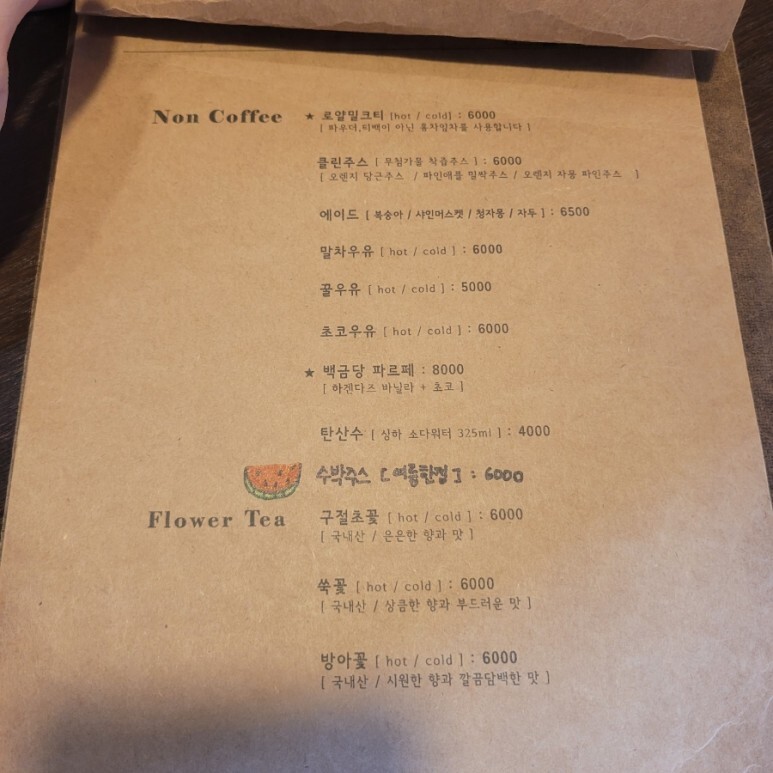 Non Coffee ★ 로얄밀크티 [hot / cold] : 6000
[ 파우더,티백이 아닌 홍차잎차를 사용합니다 ]
클린주스 [ 무첨가물 착즙주스 ] : 6000
[ 오렌지 당근주스 / 파인애플 밀싹주스 / 오렌지 자몽 파인주스 ]
에이드 [ 복숭아 / 샤인머스켓 / 청자몽 / 자두 ] : 6500
말차우유 [ hot / cold ] : 6000
꿀우유 [ hot / cold ] : 5000
초코우유 [ hot / cold ] : 6000
★ 백금당 파르페 : 8000
[ 하겐다즈 바닐라 + 초코 ]
탄산수 [ 싱하 소다워터 325ml ] : 4000
수박주스 [ 여름한정 ] : 6000
Flower Tea 구절초꽃 [ hot / cold ] : 6000
[ 국내산 / 은은한 향과 맛 ]
쑥꽃 [ hot / cold ] : 6000
[ 국내산 / 상큼한 향과 부드러운 맛 ]
방아꽃 [ hot / cold ] : 6000
[ 국내산 / 시원한 향과 깔끔담백한 맛 ]